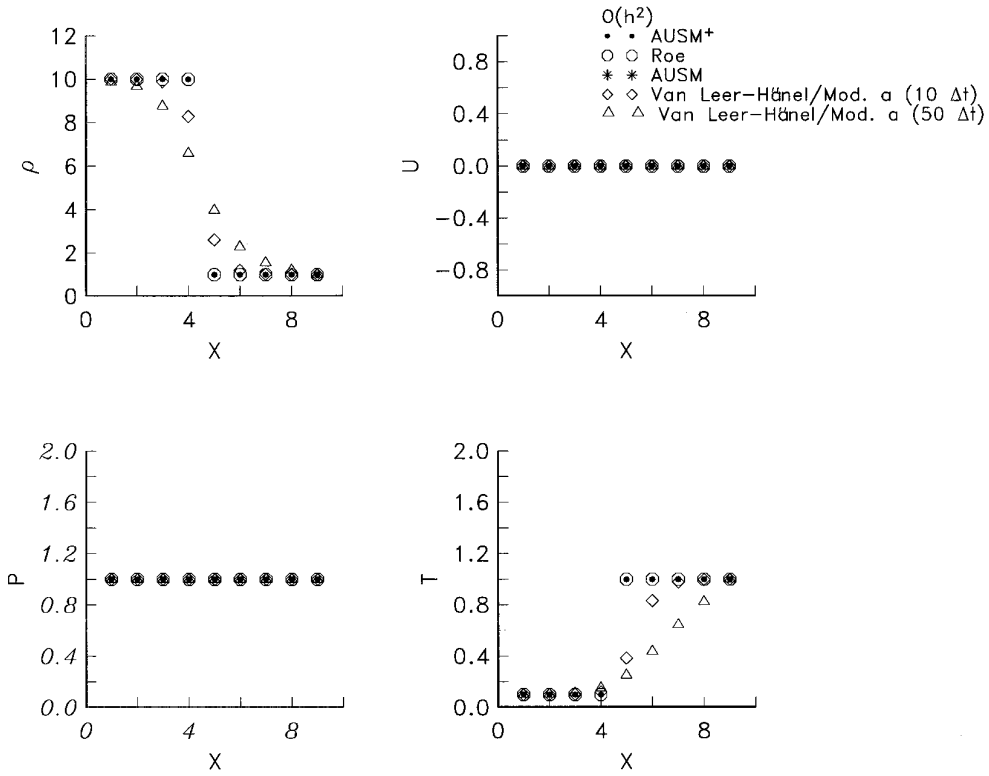 O(h²)
• • AUSM⁺
○ ○ Roe
* * AUSM
◇ ◇ Van Leer-Hänel/Mod. a (10 Δt)
△ △ Van Leer-Hänel/Mod. a (50 Δt)
12
10
8
6
4
2
0
ρ
0 4 8
X
0.8
0.4
0.0
-0.4
-0.8
U
0 4 8
X
2.0
1.6
1.2
0.8
0.4
0.0
P
0 4 8
X
2.0
1.6
1.2
0.8
0.4
0.0
T
0 4 8
X